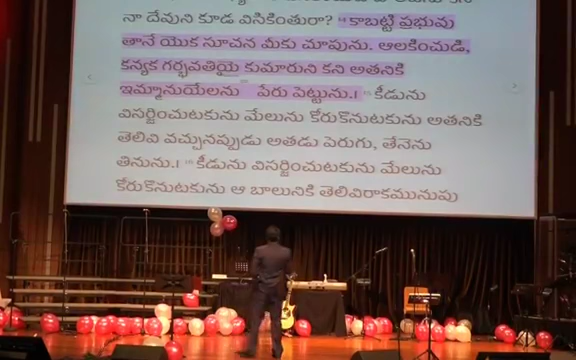 నా దేవుని కూడ విసికింతురా? 14 కాబట్టి ప్రభువు
తానే యొక సూచన మీకు చూపును. ఆలకించుడి,
కన్యక గర్భవతియై కుమారుని కని అతనికి
ఇమ్మానుయేలను పేరు పెట్టును.। 15 కీడును
విసర్జించుటకును మేలును కోరుకొనుటకును అతనికి
తెలివి వచ్చునప్పుడు అతడు పెరుగు, తేనెను
తినును.। 16 కీడును విసర్జించుటకును మేలును
కోరుకొనుటకును ఆ బాలునికి తెలివిరాకమునుపు